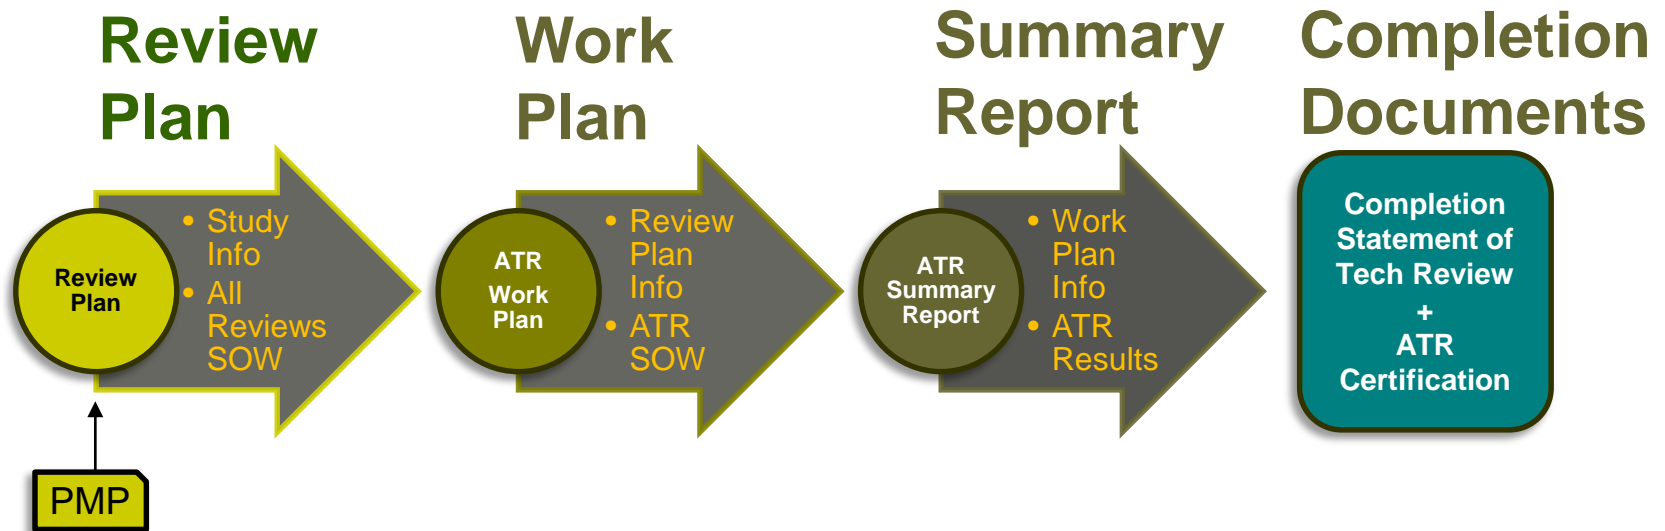 Review
Plan
Work
Plan
Summary
Report
Completion
Documents
Review
Plan
• Study
Info
• All
Reviews
SOW
ATR
Work
Plan
• Review
Plan
Info
• ATR
SOW
ATR
Summary
Report
• Work
Plan
Info
• ATR
Results
Completion
Statement of
Tech Review
+
ATR
Certification
PMP